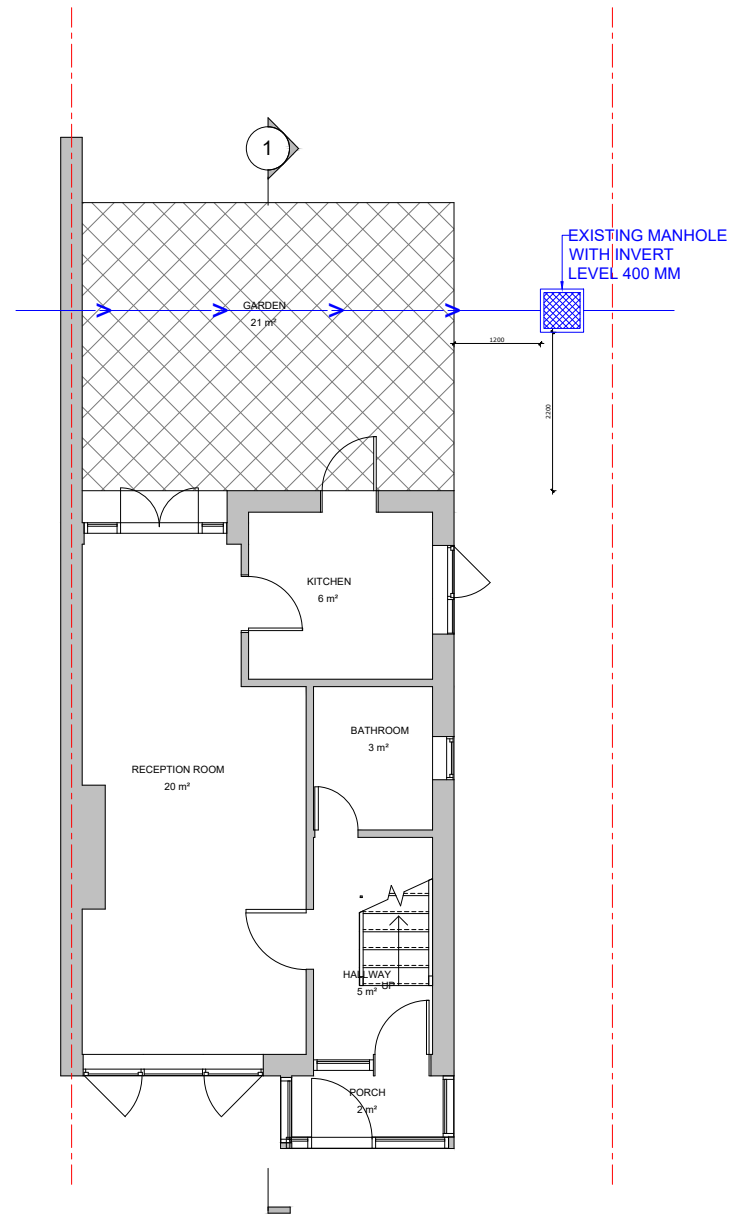 1
EXISTING MANHOLE
WITH INVERT
LEVEL 400 MM
GARDEN
21 m²
1200
2200
KITCHEN
6 m²
BATHROOM
3 m²
RECEPTION ROOM
20 m²
HALLWAY
5 m²
UP
PORCH
2 m²